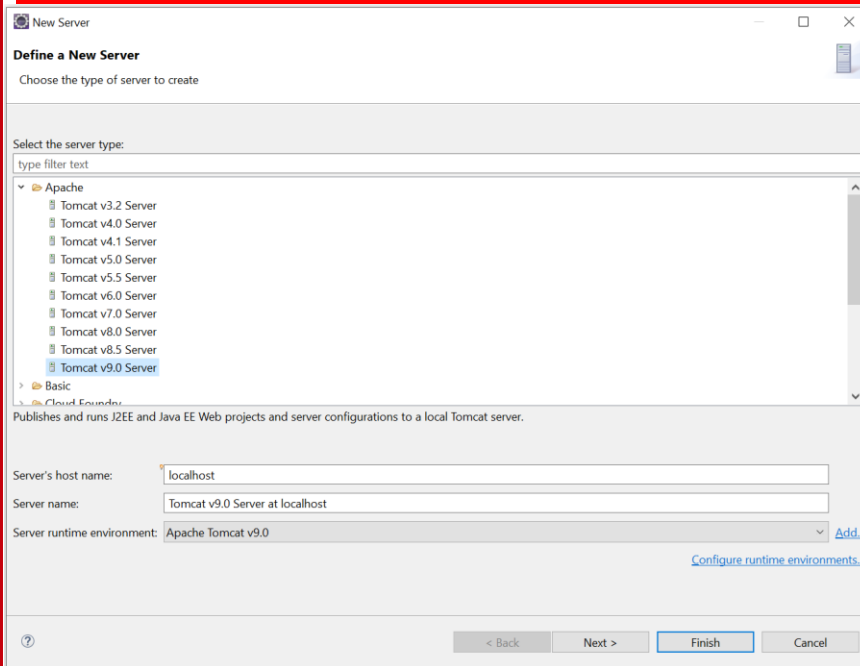 New Server
Define a New Server
Choose the type of server to create
Select the server type:
type filter text
Apache
Tomcat v3.2 Server
Tomcat v4.0 Server
Tomcat v4.1 Server
Tomcat v5.0 Server
Tomcat v5.5 Server
Tomcat v6.0 Server
Tomcat v7.0 Server
Tomcat v8.0 Server
Tomcat v8.5 Server
Tomcat v9.0 Server
Basic
Cloud Foundry
Publishes and runs J2EE and Java EE Web projects and server configurations to a local Tomcat server.
Server's host name: localhost
Server name: Tomcat v9.0 Server at localhost
Server runtime environment: Apache Tomcat v9.0 Add.
Configure runtime environments.
? < Back Next > Finish Cancel